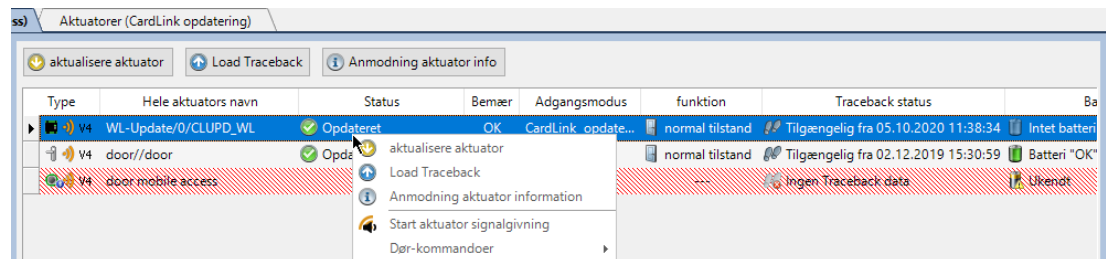 ss) Aktuatorer (CardLink opdatering)
aktualisere aktuator Load Traceback Anmodning aktuator info
Type Hele aktuators navn Status Bemær Adgangsmodus funktion Traceback status Ba
V4 WL-Update/0/CLUPD_WL Opdateret OK CardLink opdate... normal tilstand Tilgængelig fra 05.10.2020 11:38:34 Intet batteri
V4 door//door Opda normal tilstand Tilgængelig fra 02.12.2019 15:30:59 Batteri "OK"
V4 door mobile access --- Ingen Traceback data Ukendt
aktualisere aktuator
Load Traceback
Anmodning aktuator information
Start aktuator signalgivning
Dør-kommandoer